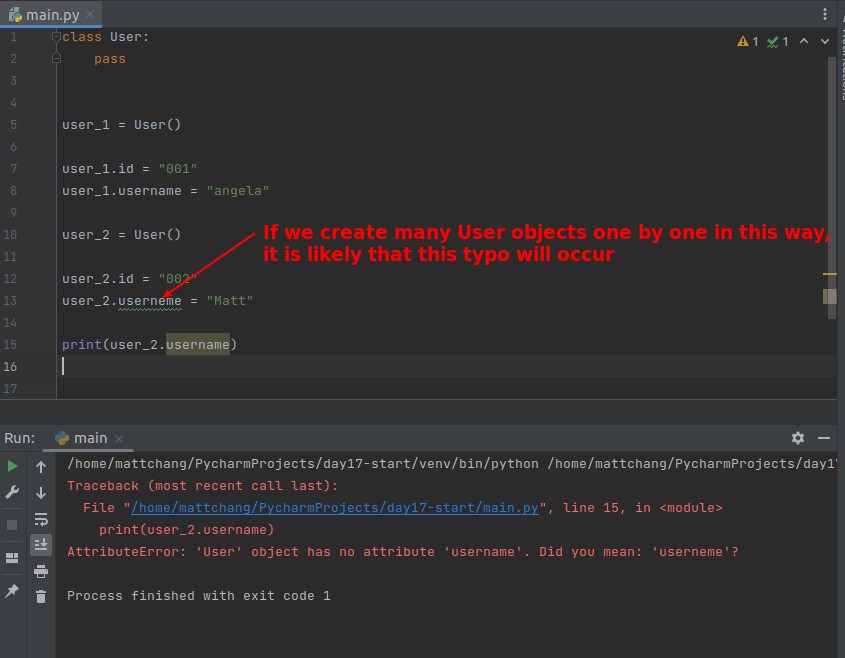 main.py
1 class User:
⚠ 1 ✓ 1
2     pass
3
4
5 user_1 = User()
6
7 user_1.id = "001"
8 user_1.username = "angela"
9
10 user_2 = User()
If we create many User objects one by one in this way,
11
it is likely that this typo will occur
12 user_2.id = "002"
13 user_2.userneme = "Matt"
14
15 print(user_2.username)
16
17
Run: main
/home/mattchang/PycharmProjects/day17-start/venv/bin/python /home/mattchang/PycharmProjects/day17
Traceback (most recent call last):
  File "/home/mattchang/PycharmProjects/day17-start/main.py", line 15, in <module>
    print(user_2.username)
AttributeError: 'User' object has no attribute 'username'. Did you mean: 'userneme'?
Process finished with exit code 1